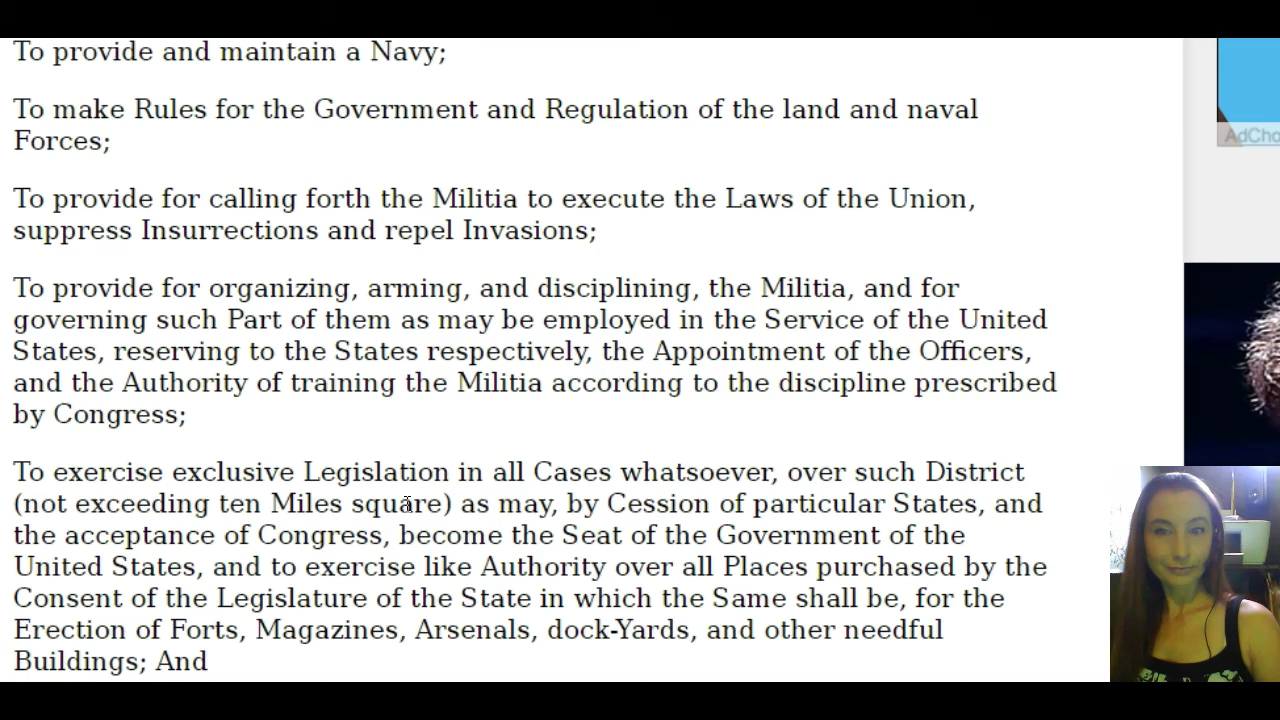 To provide and maintain a Navy;
To make Rules for the Government and Regulation of the land and naval
Forces;
To provide for calling forth the Militia to execute the Laws of the Union,
suppress Insurrections and repel Invasions;
To provide for organizing, arming, and disciplining, the Militia, and for
governing such Part of them as may be employed in the Service of the United
States, reserving to the States respectively, the Appointment of the Officers,
and the Authority of training the Militia according to the discipline prescribed
by Congress;
To exercise exclusive Legislation in all Cases whatsoever, over such District
(not exceeding ten Miles square) as may, by Cession of particular States, and
the acceptance of Congress, become the Seat of the Government of the
United States, and to exercise like Authority over all Places purchased by the
Consent of the Legislature of the State in which the Same shall be, for the
Erection of Forts, Magazines, Arsenals, dock-Yards, and other needful
Buildings; And
AdCho